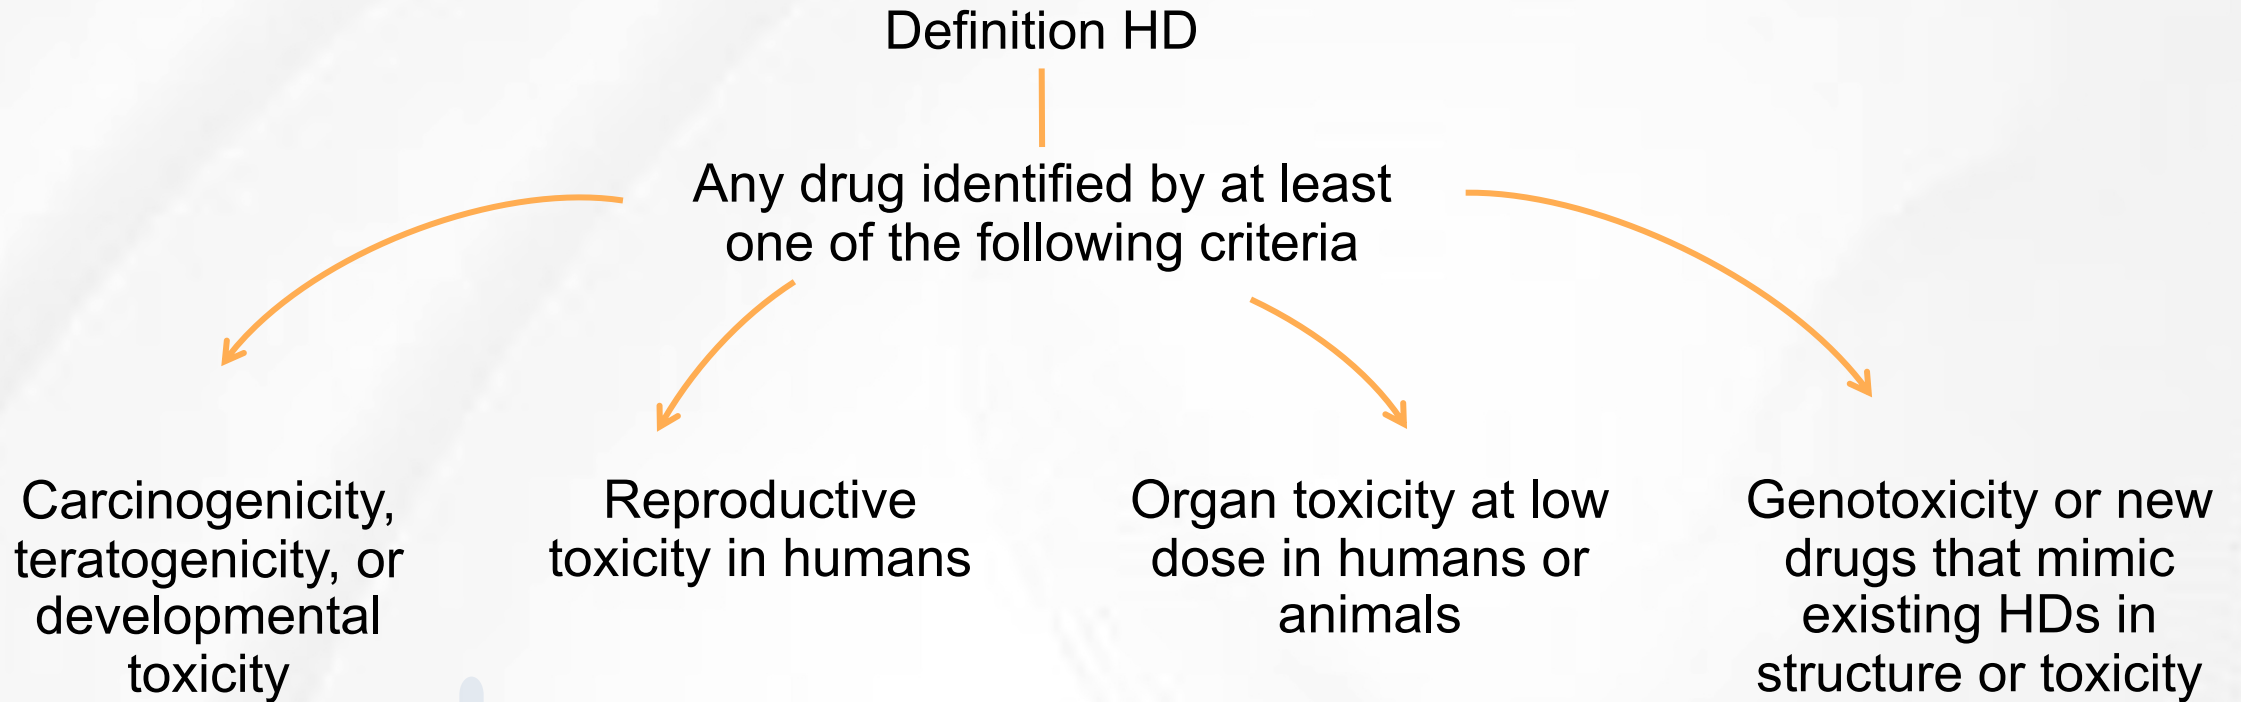 Definition HD
Any drug identified by at least
one of the following criteria
Carcinogenicity,
teratogenicity, or
developmental
toxicity
Reproductive
toxicity in humans
Organ toxicity at low
dose in humans or
animals
Genotoxicity or new
drugs that mimic
existing HDs in
structure or toxicity